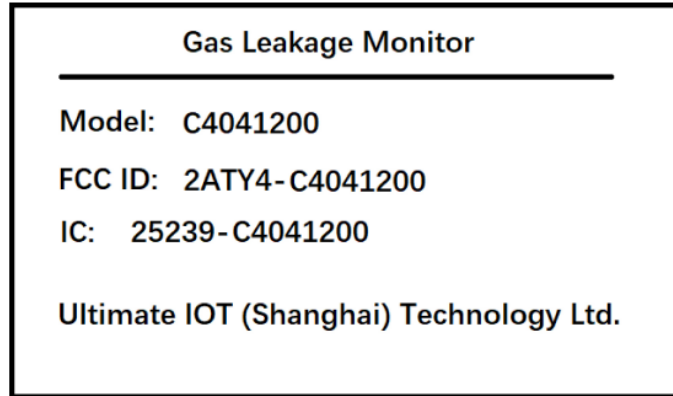 Gas Leakage Monitor
Model: C4041200
FCC ID: 2ATY4-C4041200
IC: 25239-C4041200
Ultimate IOT (Shanghai) Technology Ltd.